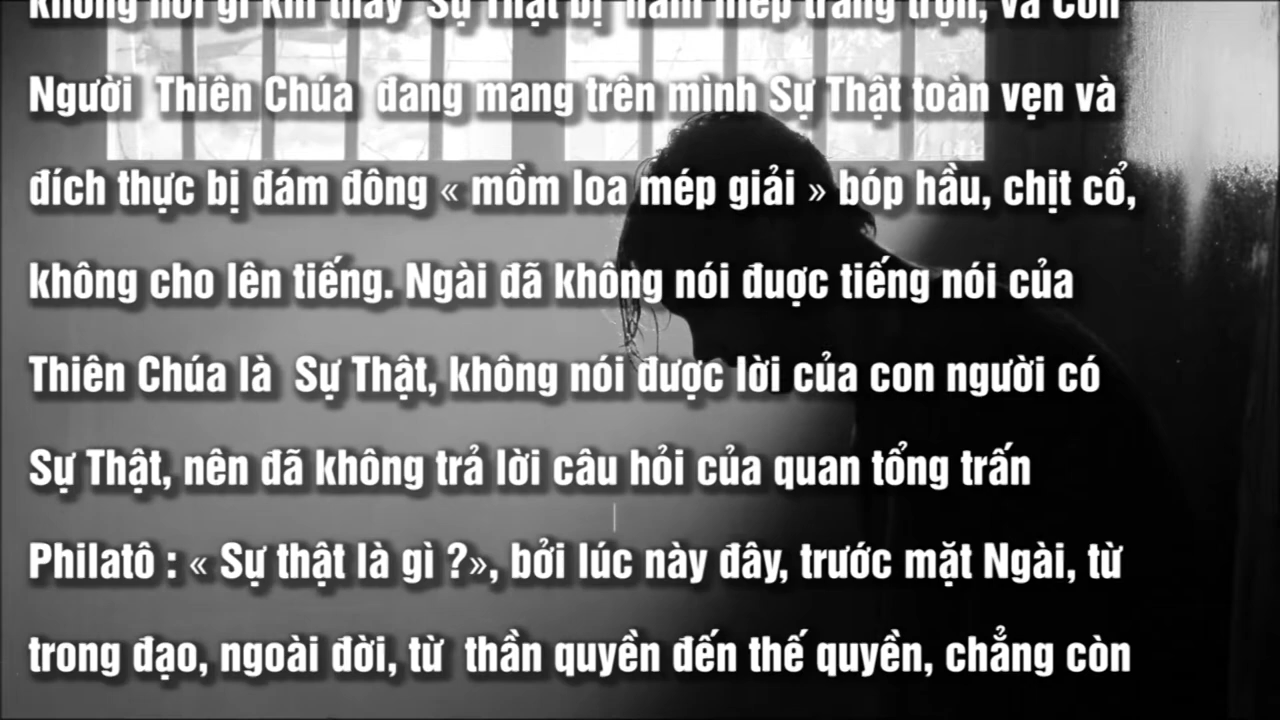 không nói gì khi thấy Sự Thật bị hàm mép trắng trợn, và Con
Người Thiên Chúa đang mang trên mình Sự Thật toàn vẹn và
đích thực bị đám đông « mồm loa mép giải » bóp hầu, chịt cổ,
không cho lên tiếng. Ngài đã không nói đuợc tiếng nói của
Thiên Chúa là Sự Thật, không nói được lời của con người có
Sự Thật, nên đã không trả lời câu hỏi của quan tổng trấn
Philatô : « Sự thật là gì ?», bởi lúc này đây, trước mặt Ngài, từ
trong đạo, ngoài đời, từ thần quyền đến thế quyền, chẳng còn